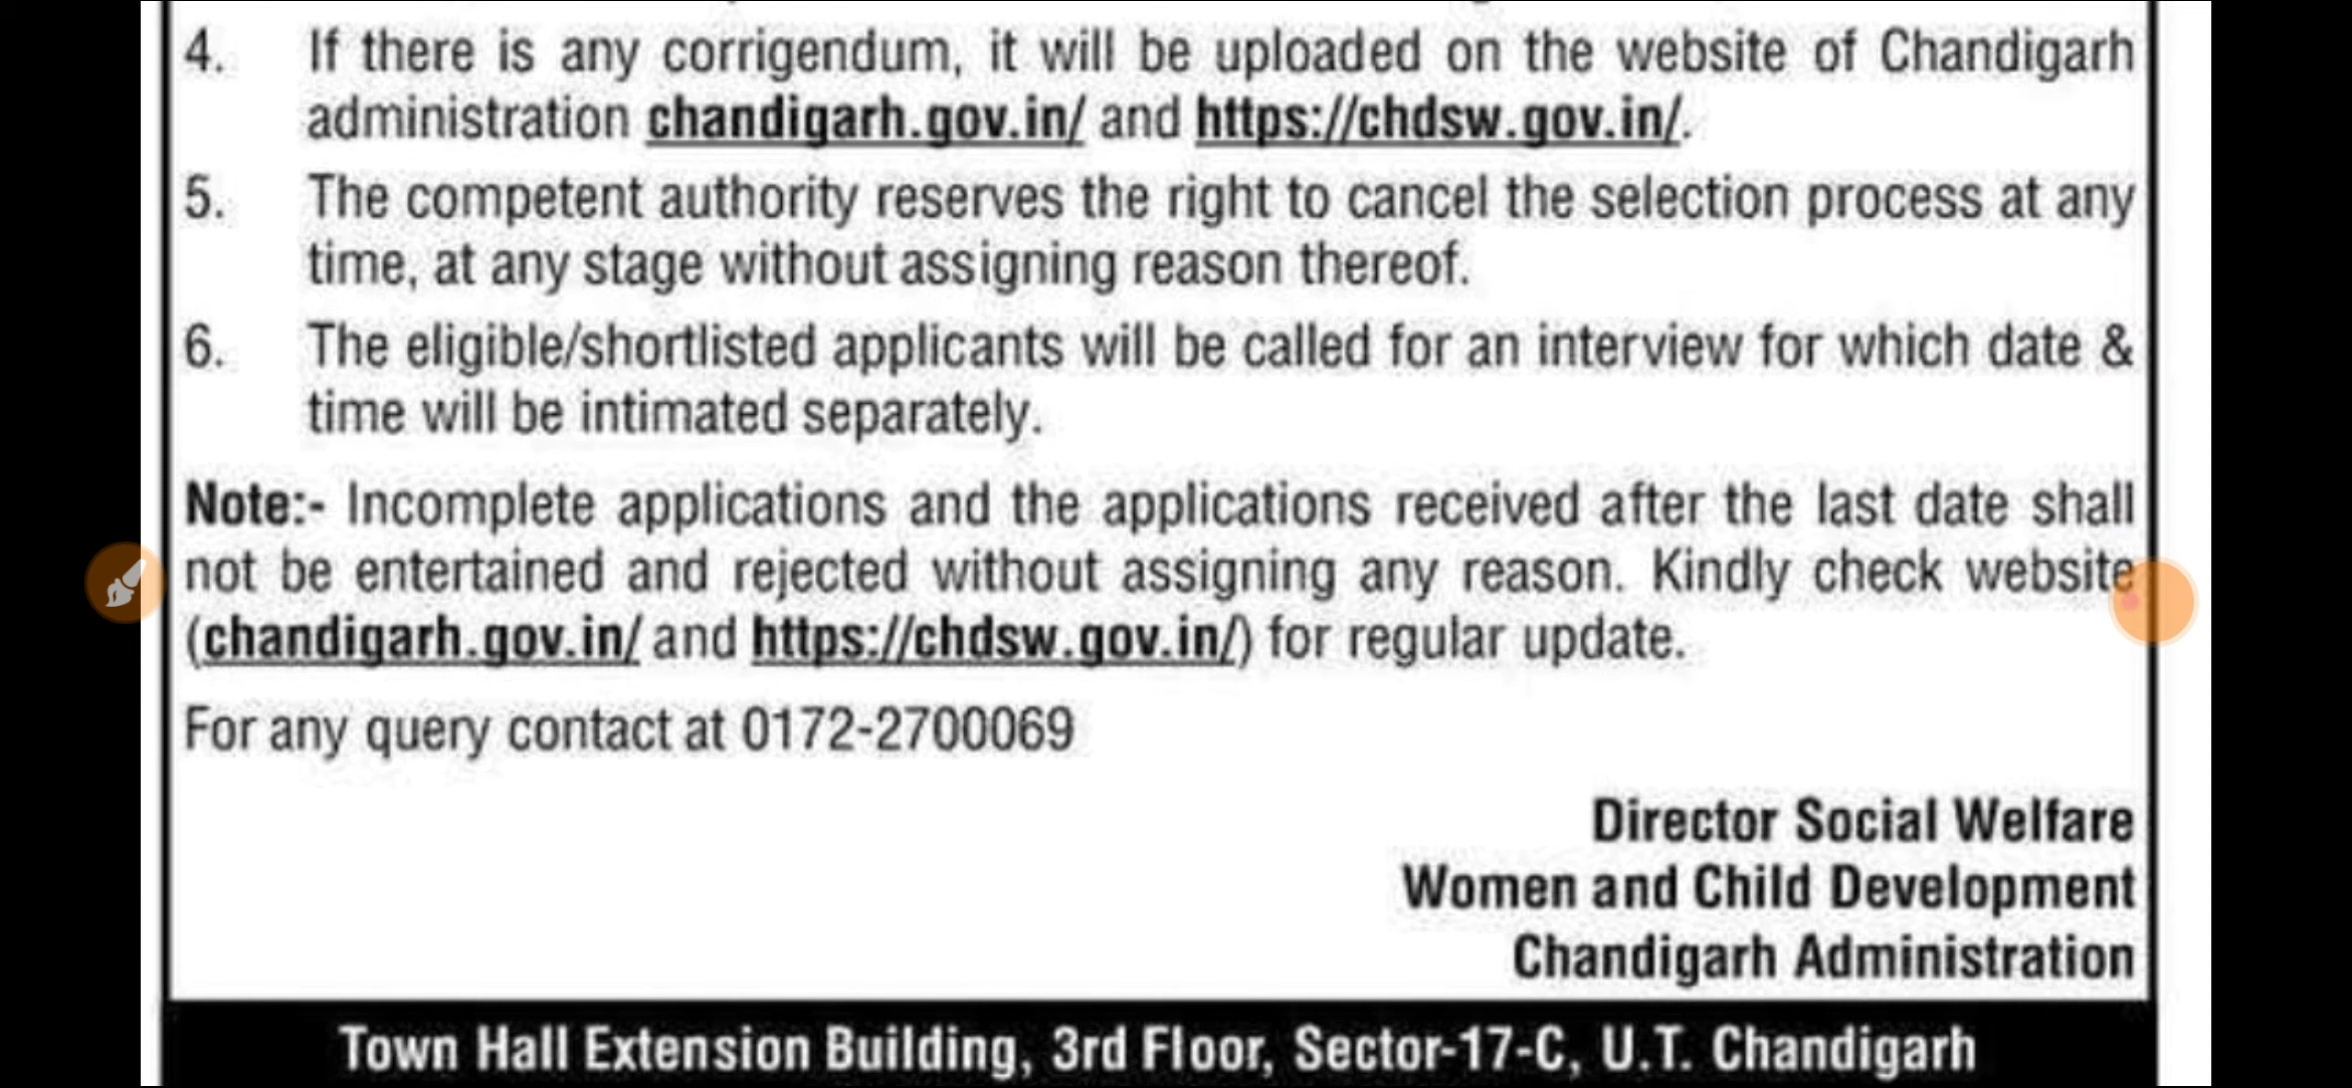 4. If there is any corrigendum, it will be uploaded on the website of Chandigarh
administration chandigarh.gov.in/ and https://chdsw.gov.in/.
5. The competent authority reserves the right to cancel the selection process at any
time, at any stage without assigning reason thereof.
6. The eligible/shortlisted applicants will be called for an interview for which date &
time will be intimated separately.
Note:- Incomplete applications and the applications received after the last date shall
not be entertained and rejected without assigning any reason. Kindly check website
(chandigarh.gov.in/ and https://chdsw.gov.in/) for regular update.
For any query contact at 0172-2700069
Director Social Welfare
Women and Child Development
Chandigarh Administration
Town Hall Extension Building, 3rd Floor, Sector-17-C, U.T. Chandigarh